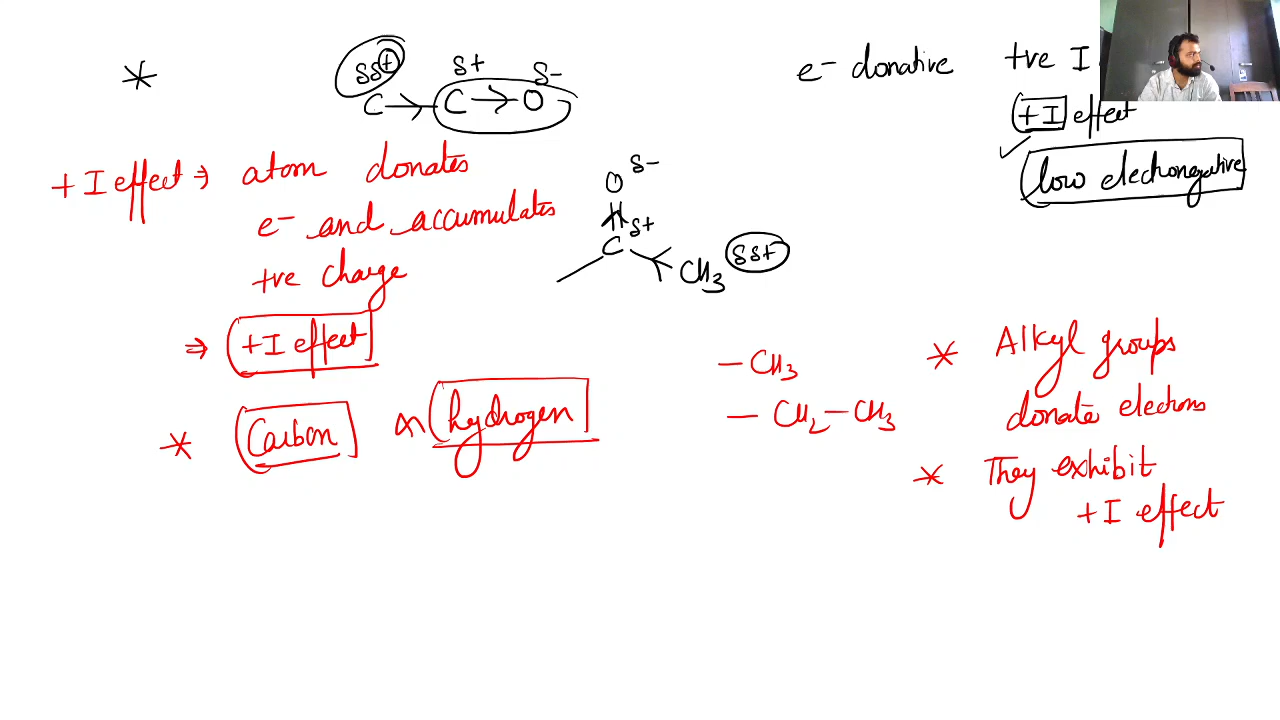 * δδ+ δ+ δ-
C → C → O
e- donative +ve I
+I effect
low electronegative
+I effect ⇒ atom donates
e- and accumulates
+ve charge
⇒ +I effect
* Carbon or hydrogen
O δ-
C δ+
CH3 δδ+
-CH3
-CH2-CH3
* Alkyl groups
donate electrons
* They exhibit
+I effect